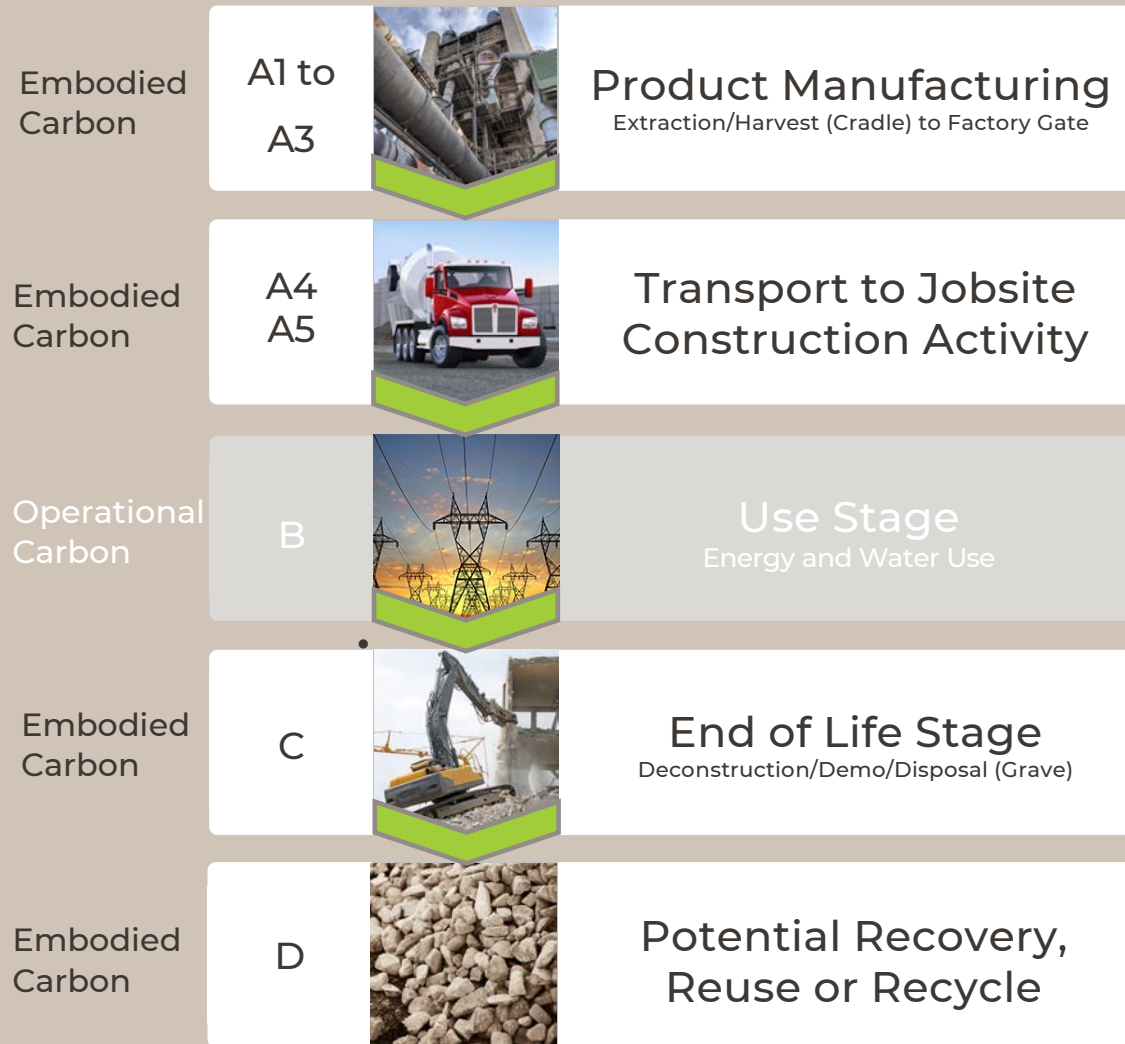 Embodied
Carbon
A1 to
A3
Product Manufacturing
Extraction/Harvest (Cradle) to Factory Gate
Embodied
Carbon
A4
A5
Transport to Jobsite
Construction Activity
Operational
Carbon
B
Use Stage
Energy and Water Use
Embodied
Carbon
C
End of Life Stage
Deconstruction/Demo/Disposal (Grave)
Embodied
Carbon
D
Potential Recovery,
Reuse or Recycle